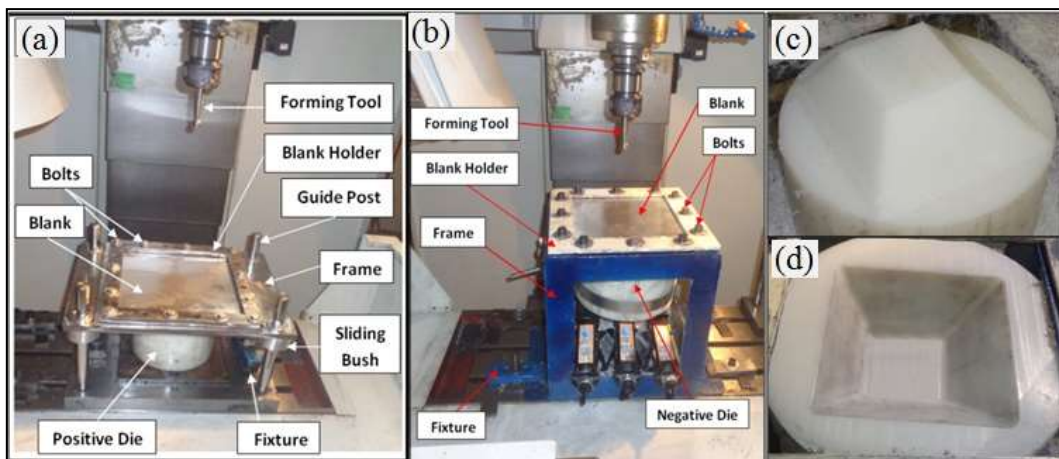 (a)
Forming Tool
Blank Holder
Bolts
Guide Post
Blank
Frame
Sliding
Bush
Positive Die
Fixture
(b)
Blank
Forming Tool
Bolts
Blank Holder
Frame
Negative Die
Fixture
(c)
(d)